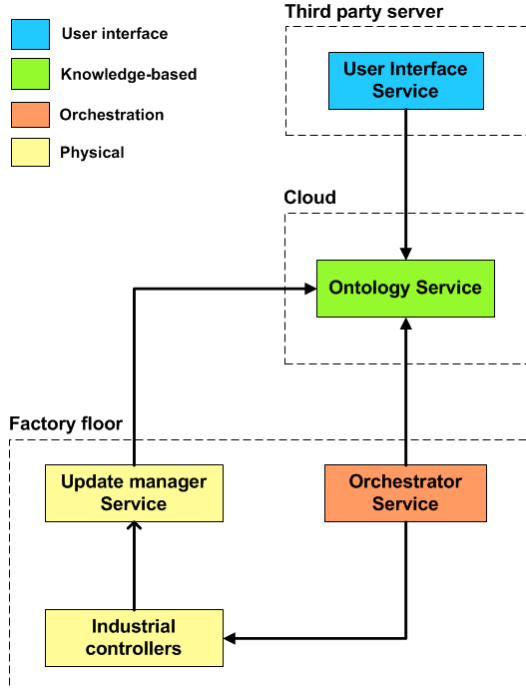 Third party server
User interface
Knowledge-based
Orchestration
Physical
User Interface
Service
Cloud
Ontology Service
Factory floor
Update manager
Service
Orchestrator
Service
Industrial
controllers